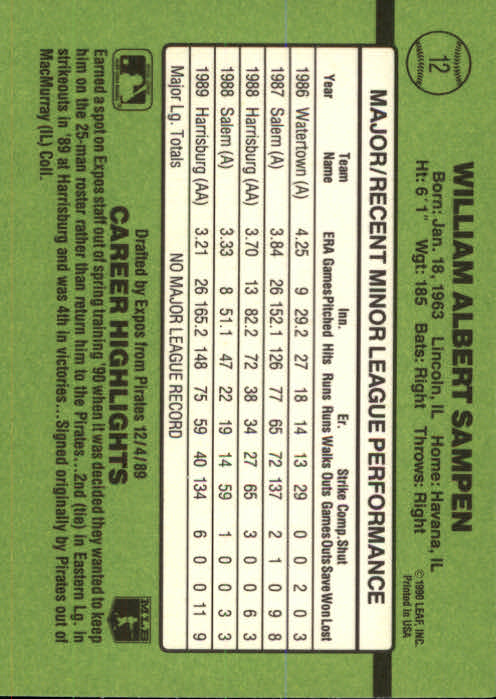 12
WILLIAM ALBERT SAMPEN
Born: Jan. 18, 1963 Lincoln, IL Home: Havana, IL
Ht: 6'1" Wgt: 185 Bats: Right Throws: Right
© 1990 LEAF, INC.
Printed in USA
MAJOR/RECENT MINOR LEAGUE PERFORMANCE
Team Inn. Er. Strike Comp. Shut
Year Name ERA Games Pitched Hits Runs Runs Walks Outs Games Outs Save Won Lost
1986 Watertown (A) 4.25 9 29.2 27 18 14 13 29 0 0 2 0 3
1987 Salem (A) 3.84 26 152.1 126 77 65 72 137 2 1 0 9 8
1988 Harrisburg (AA) 3.70 13 82.2 72 38 34 27 65 3 0 0 6 3
1988 Salem (A) 3.33 8 51.1 47 22 19 14 59 1 0 0 3 3
1989 Harrisburg (AA) 3.21 26 165.2 148 75 59 40 134 6 0 0 11 9
Major Lg. Totals NO MAJOR LEAGUE RECORD
Drafted by Expos from Pirates 12/4/89
CAREER HIGHLIGHTS
MLB
Earned a spot on Expos staff out of spring training '90 when it was decided they wanted to keep
him on the 25-man roster rather than return him to the Pirates...2nd (tie) in Eastern Lg. in
strikeouts in '89 at Harrisburg and was 4th in victories...Signed originally by Pirates out of
MacMurray (IL) Coll.